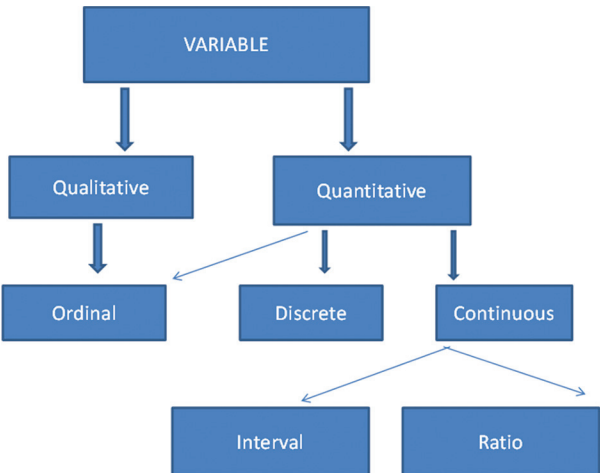 VARIABLE
Qualitative
Quantitative
Ordinal
Discrete
Continuous
Interval
Ratio